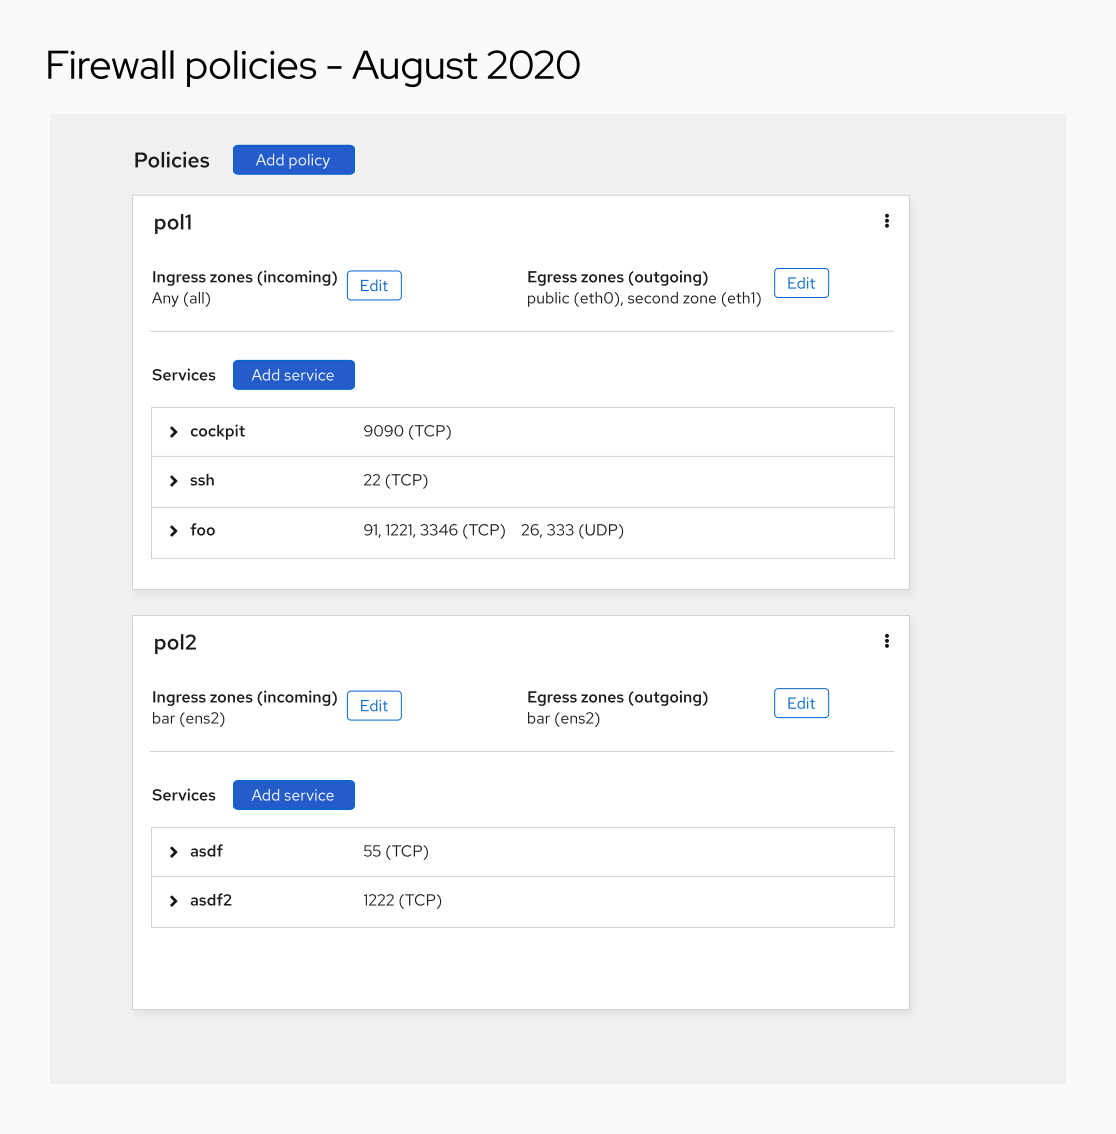 Firewall policies - August 2020
Policies Add policy
pol1
Ingress zones (incoming) Edit Egress zones (outgoing) Edit
Any (all) public (eth0), second zone (eth1)
Services Add service
cockpit 9090 (TCP)
ssh 22 (TCP)
foo 91, 1221, 3346 (TCP) 26, 333 (UDP)
pol2
Ingress zones (incoming) Edit Egress zones (outgoing) Edit
bar (ens2) bar (ens2)
Services Add service
asdf 55 (TCP)
asdf2 1222 (TCP)